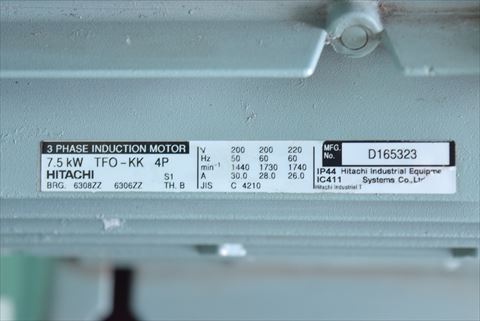 3 PHASE INDUCTION MOTOR
7.5 kW TFO-KK 4P
HITACHI S1
BRG. 6308ZZ 6306ZZ TH. B
V 200 200 220
Hz 50 60 60
min-1 1440 1730 1740
A 30.0 28.0 26.0
JIS C 4210
MFG. No. D165323
IP44 Hitachi Industrial Equipme
IC411 Systems Co., Ltd
Hitachi Industrial T